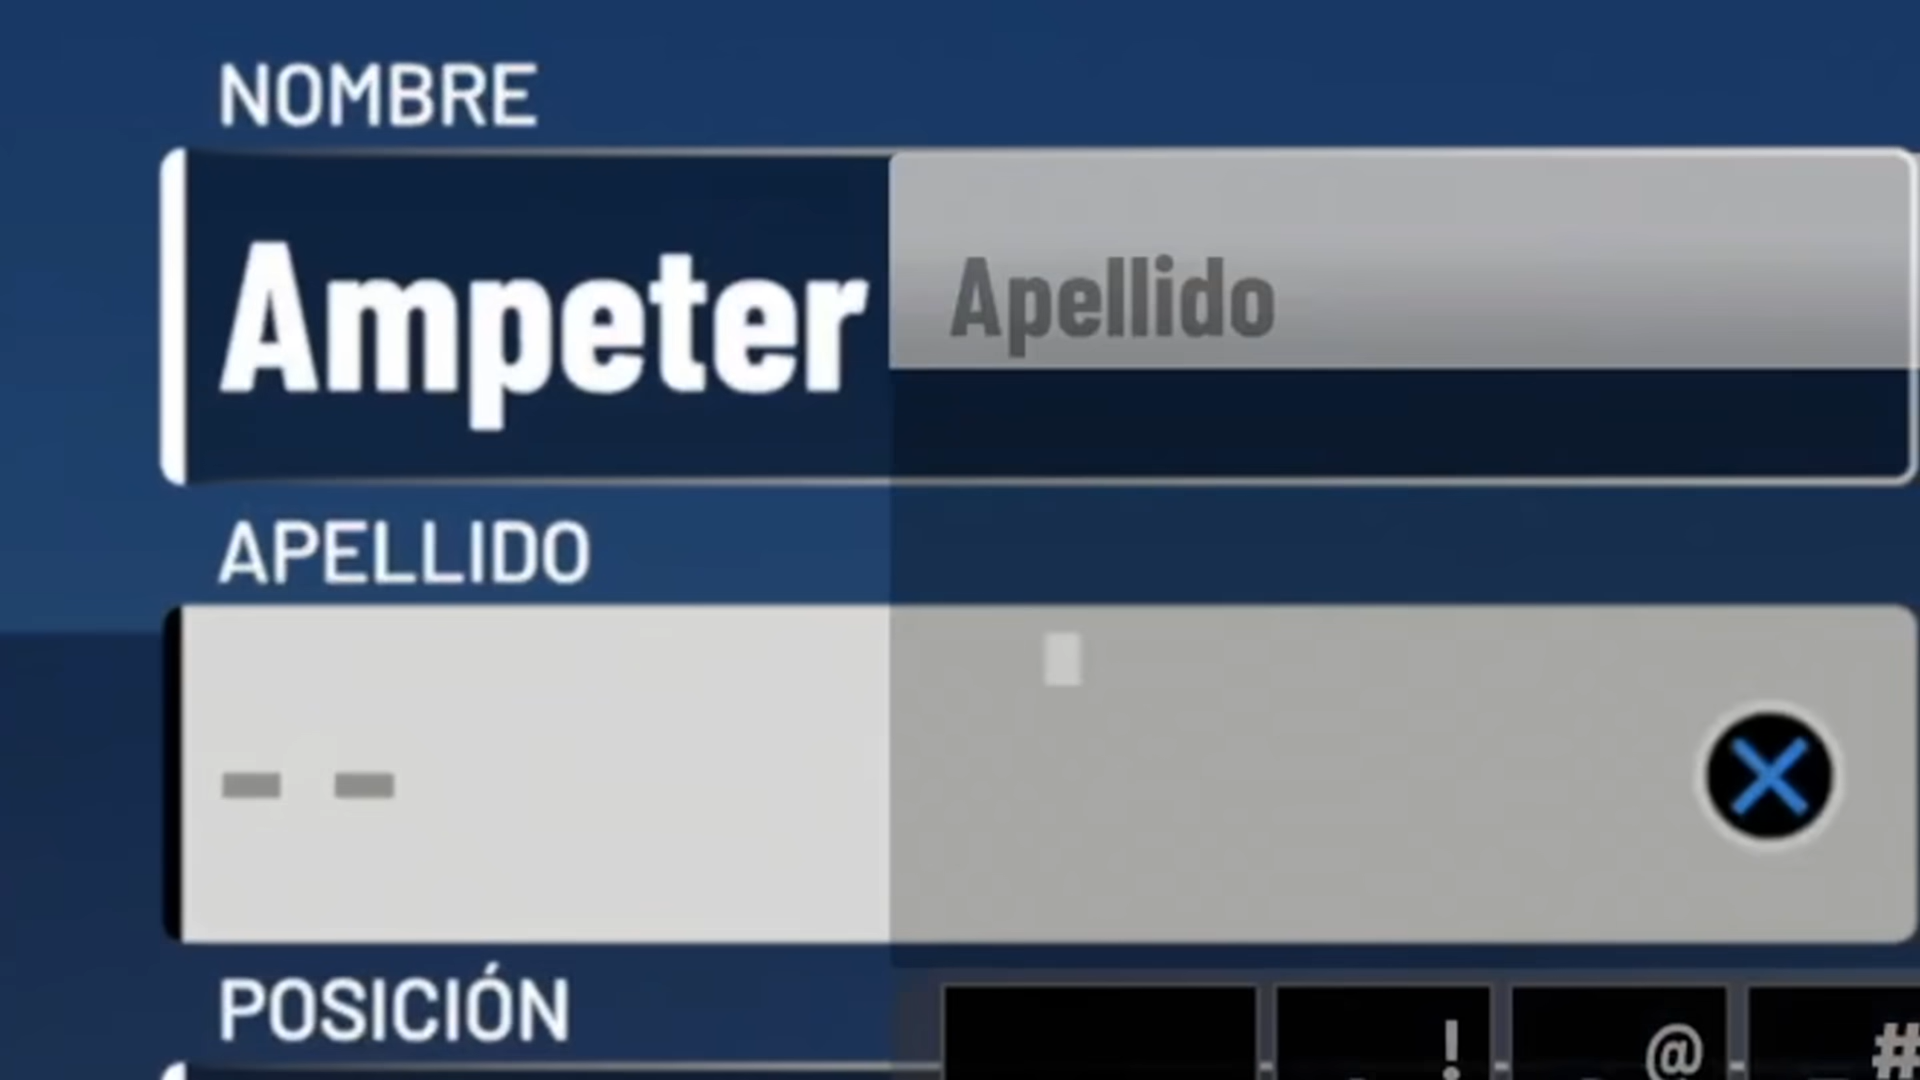 NOMBRE
Ampeter
Apellido
APELLIDO
- -
POSICIÓN
! @ #